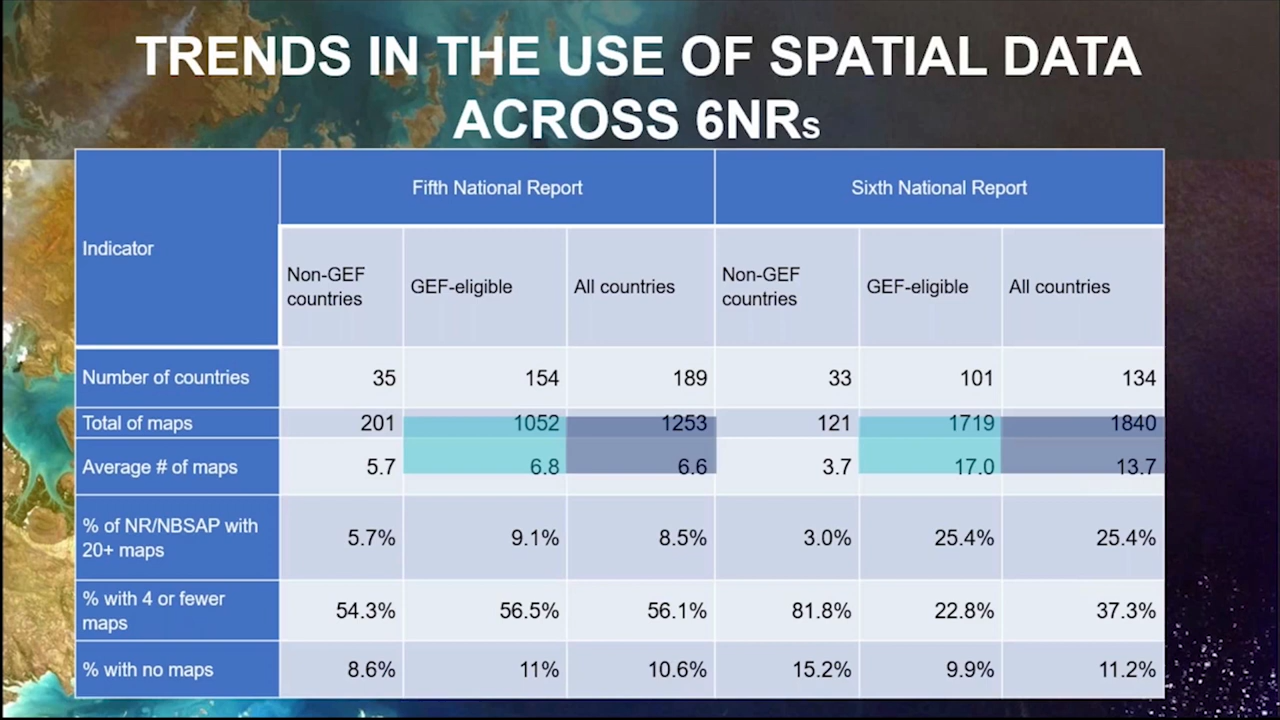 TRENDS IN THE USE OF SPATIAL DATA
ACROSS 6NRs
Indicator
Fifth National Report
Sixth National Report
Non-GEF
countries
GEF-eligible
All countries
Non-GEF
countries
GEF-eligible
All countries
Number of countries 35 154 189 33 101 134
Total of maps 201 1052 1253 121 1719 1840
Average # of maps 5.7 6.8 6.6 3.7 17.0 13.7
% of NR/NBSAP with
20+ maps 5.7% 9.1% 8.5% 3.0% 25.4% 25.4%
% with 4 or fewer
maps 54.3% 56.5% 56.1% 81.8% 22.8% 37.3%
% with no maps 8.6% 11% 10.6% 15.2% 9.9% 11.2%